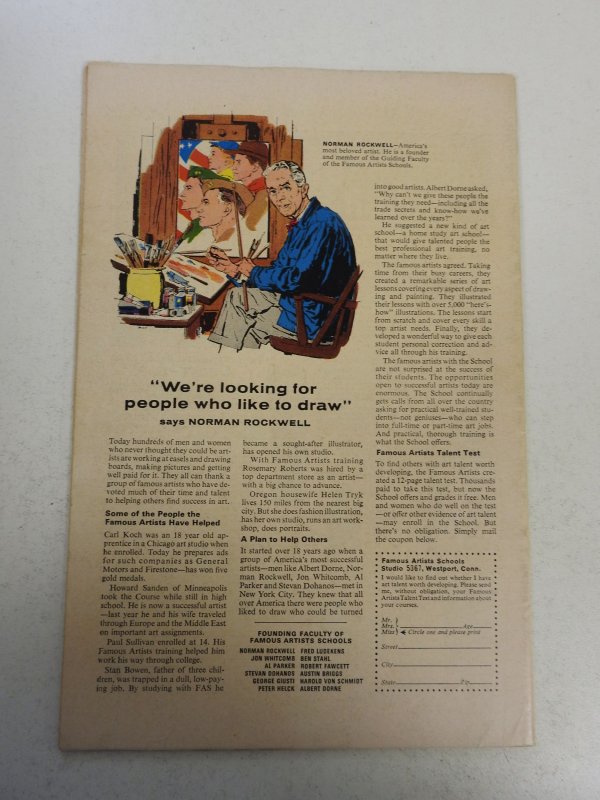 NORMAN ROCKWELL—America's
most beloved artist. He is a founder
and member of the Guiding Faculty
of the Famous Artists Schools.
"We're looking for
people who like to draw"
says NORMAN ROCKWELL
Today hundreds of men and women
who never thought they could be art-
ists are working at easels and drawing
boards, making pictures and getting
well paid for it. They all can thank a
group of famous artists who have de-
voted much of their time and talent
to helping others find success in art.
Some of the People the
Famous Artists Have Helped
Carl Koch was an 18 year old ap-
prentice in a Chicago art studio when
he enrolled. Today he prepares ads
for such companies as General
Motors and Firestone—has won five
gold medals.
Howard Sanden of Minneapolis
took the Course while still in high
school. He is now a successful artist
—last year he and his wife traveled
through Europe and the Middle East
on important art assignments.
Paul Sullivan enrolled at 14. His
Famous Artists training helped him
work his way through college.
Stan Bowen, father of three chil-
dren, was trapped in a dull, low-pay-
ing job. By studying with FAS he
became a sought-after illustrator,
has opened his own studio.
With Famous Artists training
Rosemary Roberts was hired by a
top department store as an artist—
with a big chance to advance.
Oregon housewife Helen Tryk
lives 150 miles from the nearest big
city. But she does fashion illustration,
has her own studio, runs an art work-
shop, does portraits.
A Plan to Help Others
It started over 18 years ago when a
group of America's most successful
artists—men like Albert Dorne, Nor-
man Rockwell, Jon Whitcomb, Al
Parker and Stevan Dohanos—met in
New York City. They knew that all
over America there were people who
liked to draw who could be turned
FOUNDING FACULTY OF
FAMOUS ARTISTS SCHOOLS
NORMAN ROCKWELL FRED LUDEKENS
JON WHITCOMB BEN STAHL
AL PARKER ROBERT FAWCETT
STEVAN DOHANOS AUSTIN BRIGGS
GEORGE GIUSTI HAROLD VON SCHMIDT
PETER HELCK ALBERT DORNE
into good artists. Albert Dorne asked,
"Why can't we give these people the
training they need—including all the
trade secrets and know-how we've
learned over the years?"
He suggested a new kind of art
school—a home study art school—
that would give talented people the
best professional art training, no
matter where they live.
The famous artists agreed. Taking
time from their busy careers, they
created a remarkable series of art
lessons covering every aspect of draw-
ing and painting. They illustrated
their lessons with over 5,000 "here's-
how" illustrations. The lessons start
from scratch and cover every skill a
top artist needs. Finally, they de-
veloped a wonderful way to give each
student personal correction and ad-
vice all through his training.
The famous artists with the School
are not surprised at the success of
their students. The opportunities
open to successful artists today are
enormous. The School continually
gets calls from all over the country
asking for practical well-trained stu-
dents—not geniuses—who can step
into full-time or part-time art jobs.
And practical, thorough training is
what the School offers.
Famous Artists Talent Test
To find others with art talent worth
developing, the Famous Artists cre-
ated a 12-page talent test. Thousands
paid to take this test, but now the
School offers and grades it free. Men
and women who do well on the test
—or offer other evidence of art talent
—may enroll in the School. But
there's no obligation. Simply mail
the coupon below.
Famous Artists Schools
Studio 5167, Westport, Conn.
I would like to find out whether I have
art talent worth developing. Please send
me, without obligation, your Famous
Artists Talent Test and information about
your courses.
Mr.
Mrs. Age
Miss Circle one and please print
Street
City
State Zip